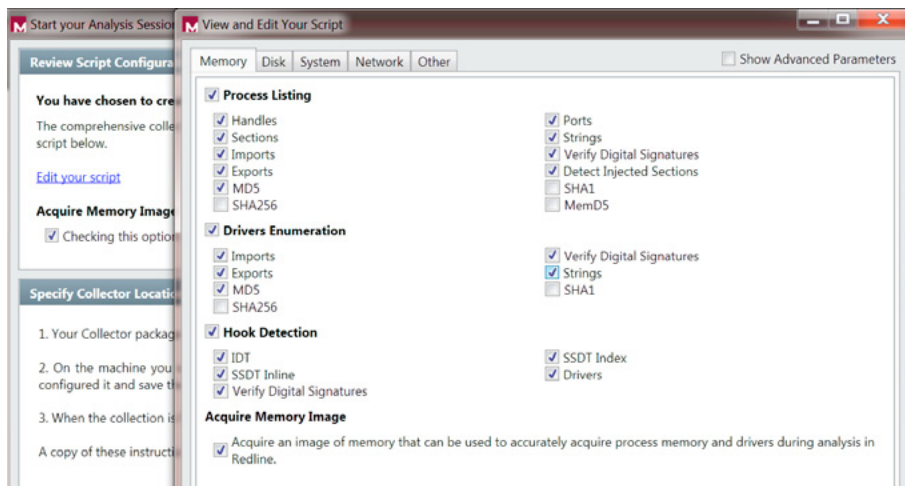 Start your Analysis Session
View and Edit Your Script
Review Script Configura
You have chosen to cre
The comprehensive colle
script below.
Edit your script
Acquire Memory Image
Checking this option
Specify Collector Locatio
1. Your Collector packag
2. On the machine you
configured it and save th
3. When the collection is
A copy of these instructi
Memory Disk System Network Other
Show Advanced Parameters
Process Listing
Handles Ports
Sections Strings
Imports Verify Digital Signatures
Exports Detect Injected Sections
MD5 SHA1
SHA256 MemD5
Drivers Enumeration
Imports Verify Digital Signatures
Exports Strings
MD5 SHA1
SHA256
Hook Detection
IDT SSDT Index
SSDT Inline Drivers
Verify Digital Signatures
Acquire Memory Image
Acquire an image of memory that can be used to accurately acquire process memory and drivers during analysis in
Redline.